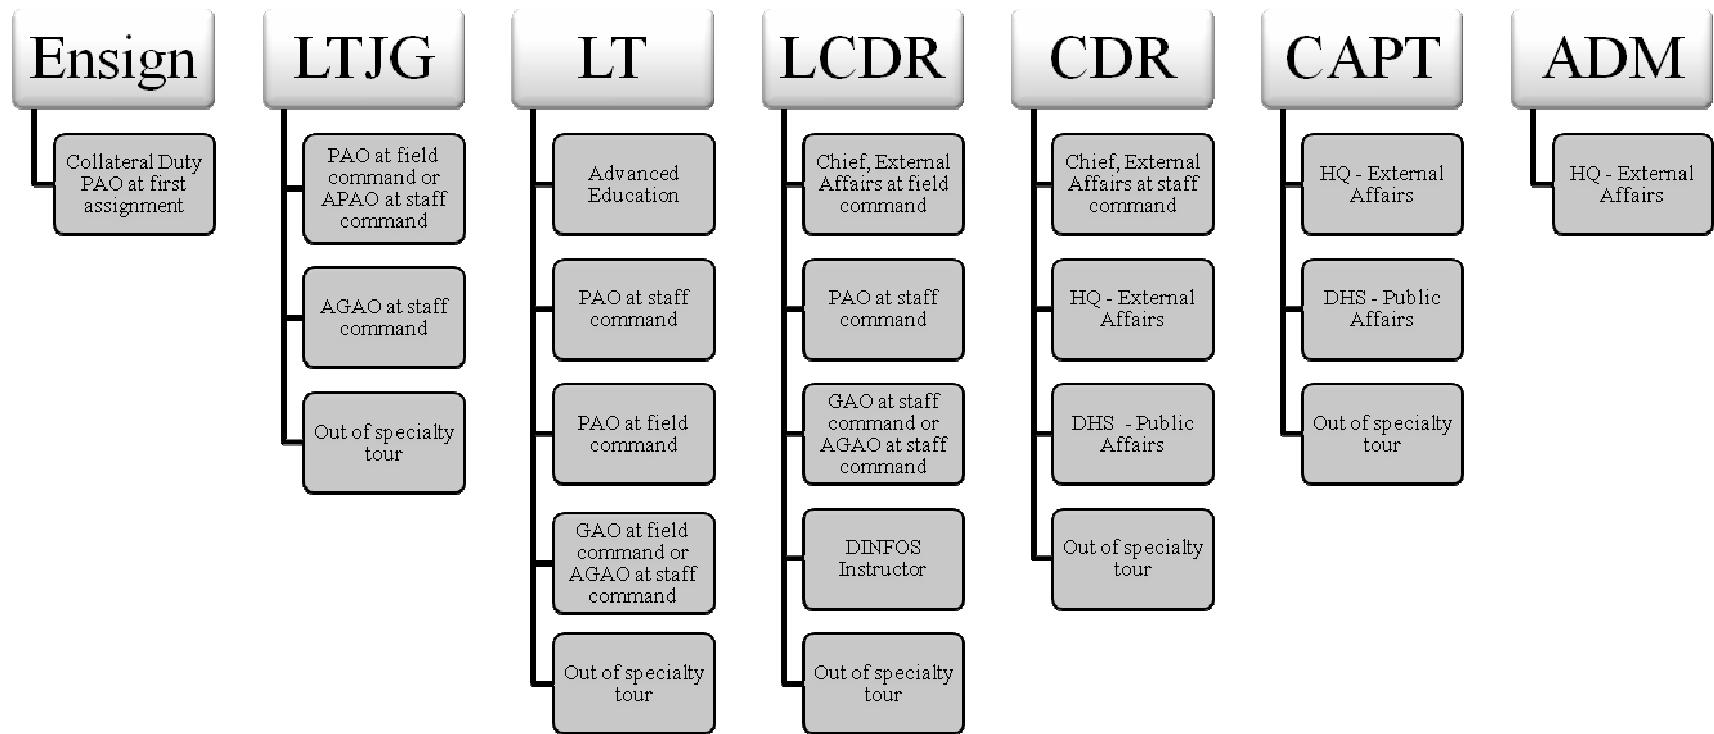 Ensign
Collateral Duty
PAO at first
assignment
LTJG
PAO at field
command or
APAO at staff
command
AGAO at staff
command
Out of specialty
tour
LT
Advanced
Education
PAO at staff
command
PAO at field
command
GAO at field
command or
AGAO at staff
command
Out of specialty
tour
LCDR
Chief, External
Affairs at field
command
PAO at staff
command
GAO at staff
command or
AGAO at staff
command
DINFOS
Instructor
Out of specialty
tour
CDR
Chief, External
Affairs at staff
command
HQ - External
Affairs
DHS - Public
Affairs
Out of specialty
tour
CAPT
HQ - External
Affairs
DHS - Public
Affairs
Out of specialty
tour
ADM
HQ - External
Affairs